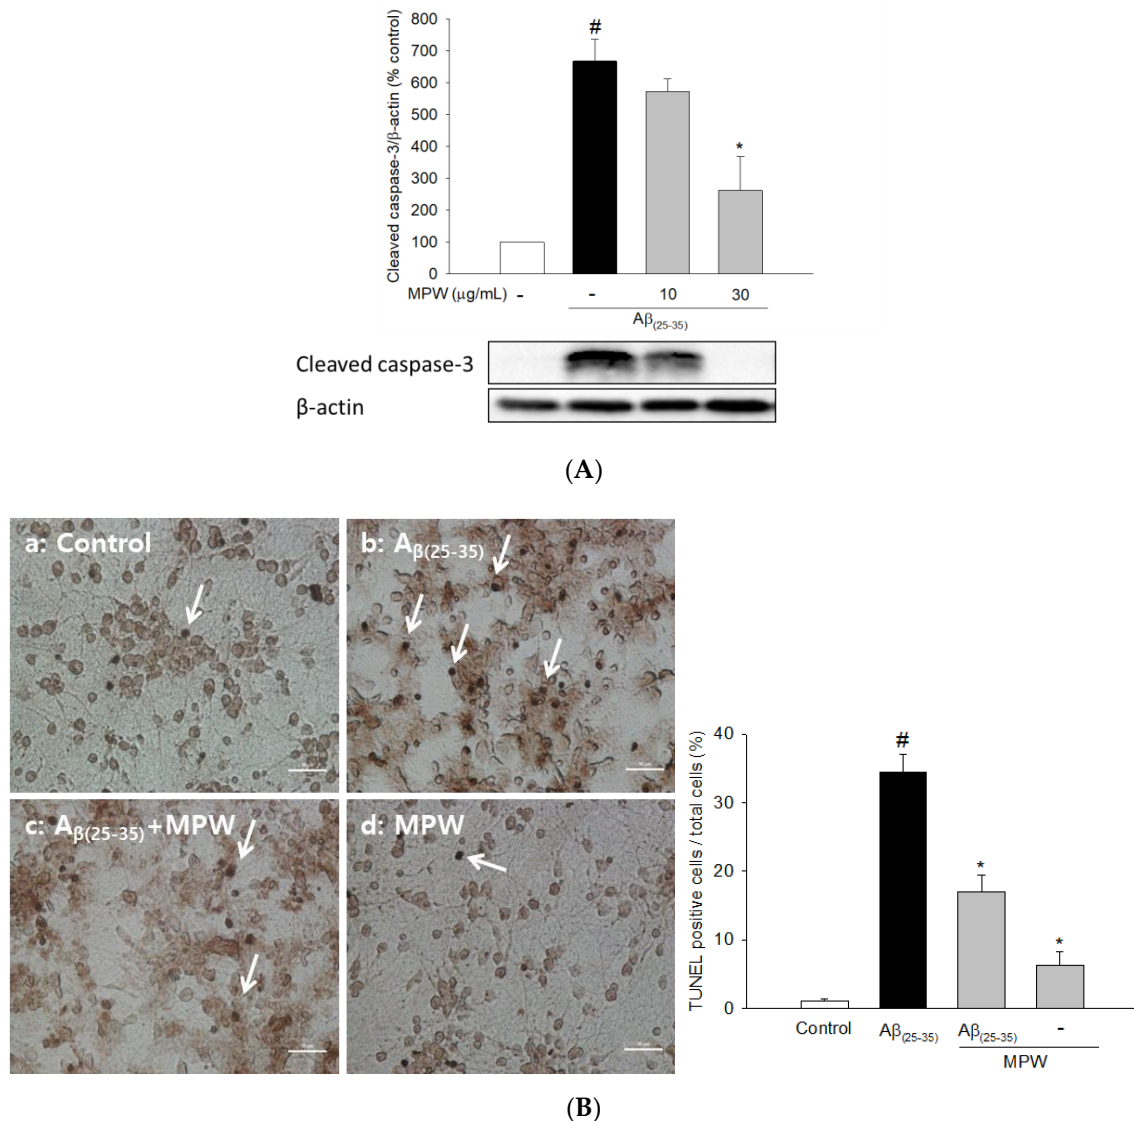 Cleaved caspase-3/β-actin (% control)
800
700
600
500
400
300
200
100
0
#
*
MPW (μg/mL) - - 10 30
Aβ(25-35)
Cleaved caspase-3
β-actin
(A)
a: Control
b: Aβ(25-35)
c: Aβ(25-35)+MPW
d: MPW
TUNEL positive cells / total cells (%)
40
30
20
10
0
#
*
*
Control Aβ(25-35) Aβ(25-35) -
MPW
(B)